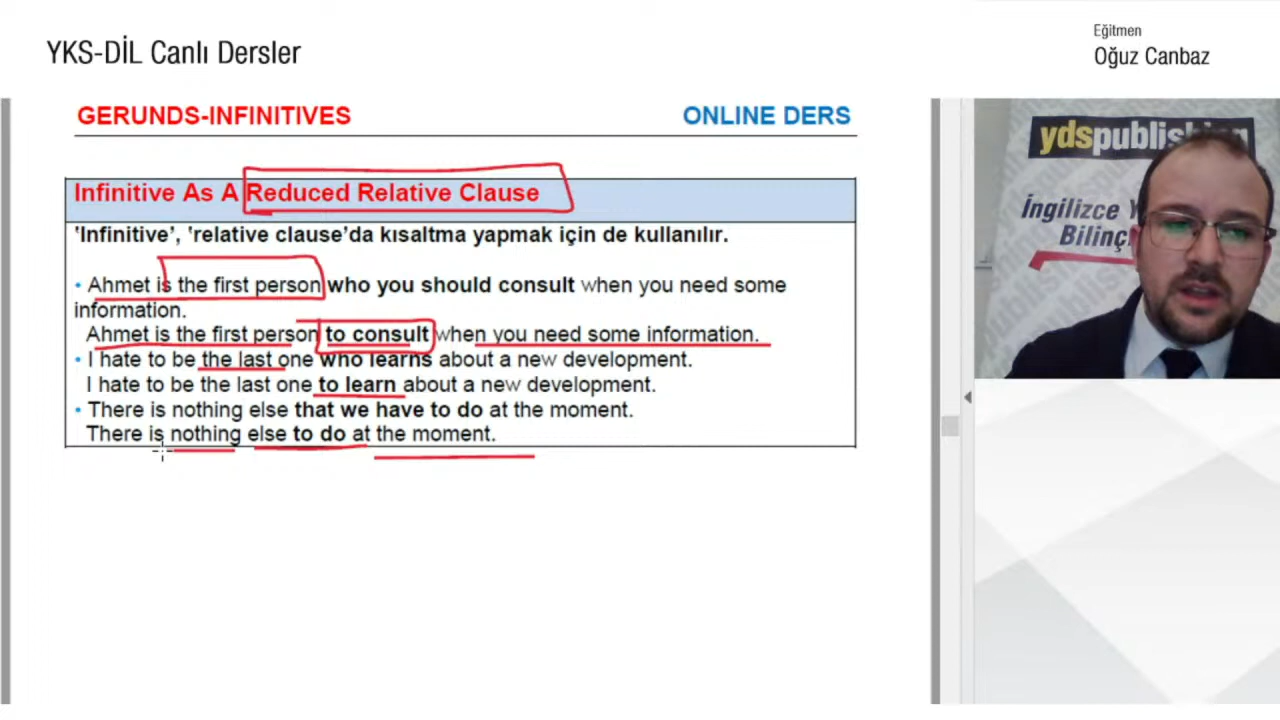 YKS-DİL Canlı Dersler
Eğitmen
Oğuz Canbaz
GERUNDS-INFINITIVES ONLINE DERS
Infinitive As A Reduced Relative Clause
'Infinitive', 'relative clause'da kısaltma yapmak için de kullanılır.
• Ahmet is the first person who you should consult when you need some
information.
Ahmet is the first person to consult when you need some information.
• I hate to be the last one who learns about a new development.
I hate to be the last one to learn about a new development.
• There is nothing else that we have to do at the moment.
There is nothing else to do at the moment.
ydspublishing
İngilizce